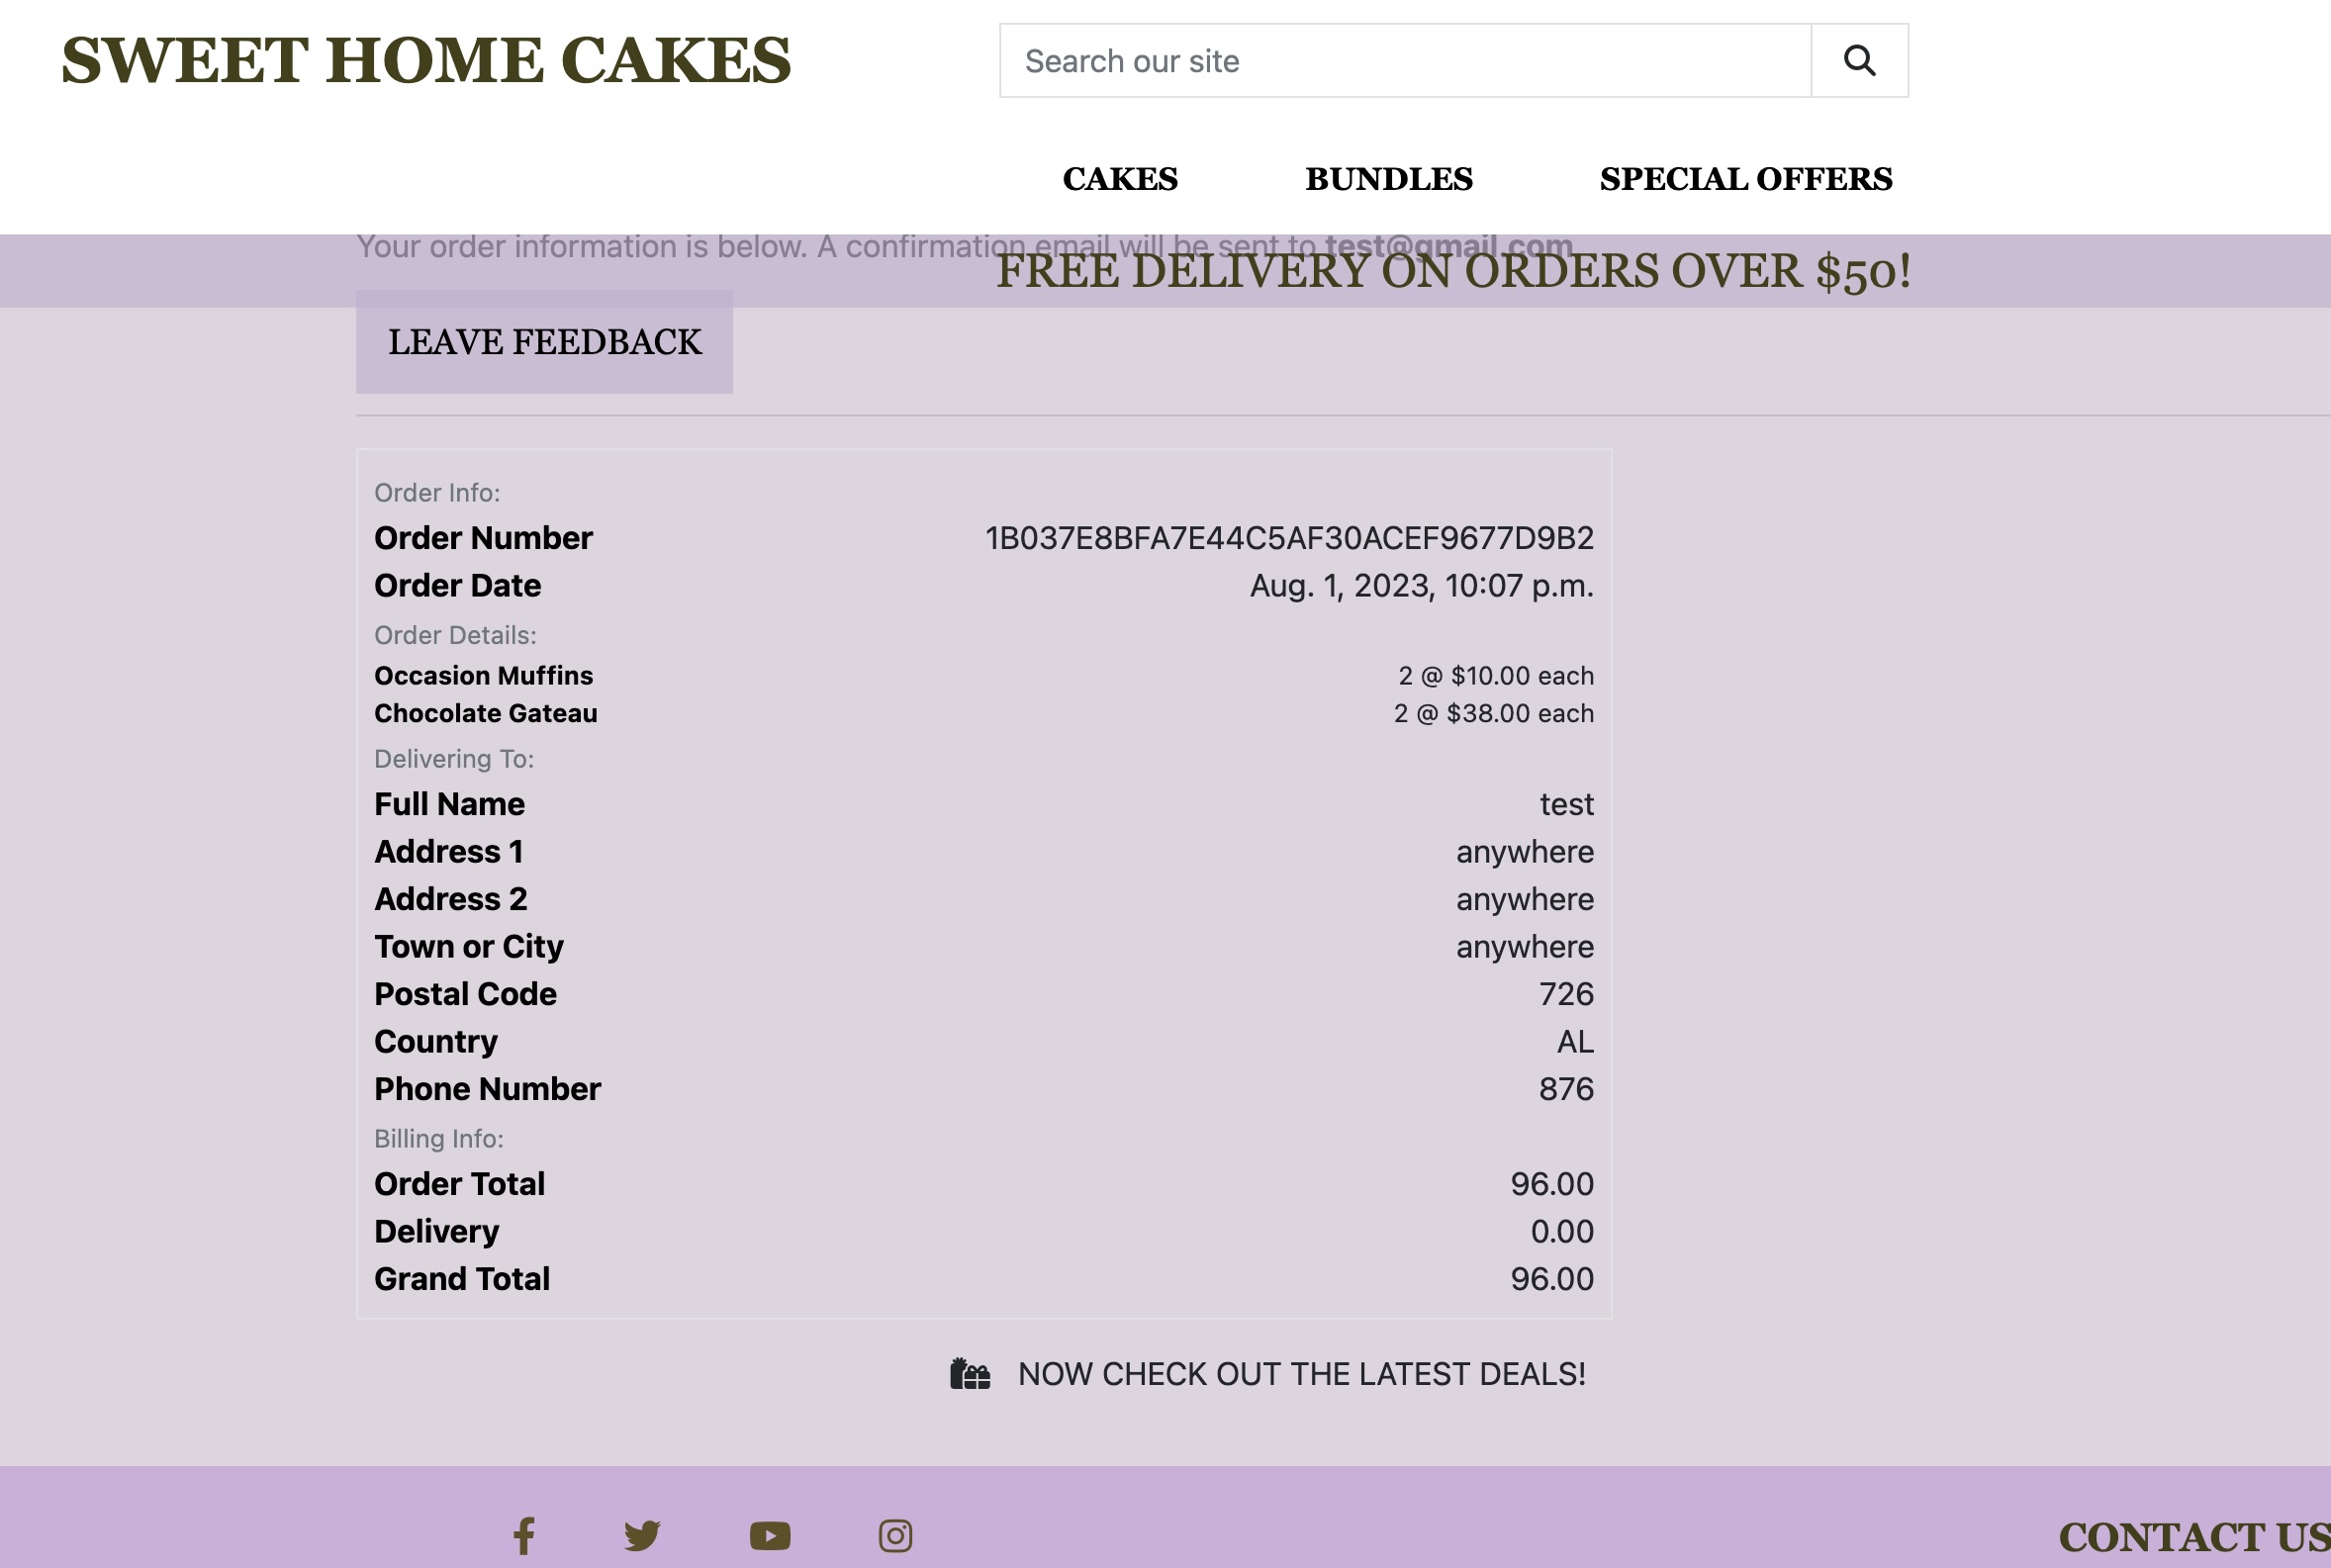 SWEET HOME CAKES
Search our site
CAKES BUNDLES SPECIAL OFFERS
Your order information is below. A confirmation email will be sent to test@gmail.com
FREE DELIVERY ON ORDERS OVER $50!
LEAVE FEEDBACK
Order Info:
Order Number 1B037E8BFA7E44C5AF30ACEF9677D9B2
Order Date Aug. 1, 2023, 10:07 p.m.
Order Details:
Occasion Muffins 2 @ $10.00 each
Chocolate Gateau 2 @ $38.00 each
Delivering To:
Full Name test
Address 1 anywhere
Address 2 anywhere
Town or City anywhere
Postal Code 726
Country AL
Phone Number 876
Billing Info:
Order Total 96.00
Delivery 0.00
Grand Total 96.00
NOW CHECK OUT THE LATEST DEALS!
CONTACT US